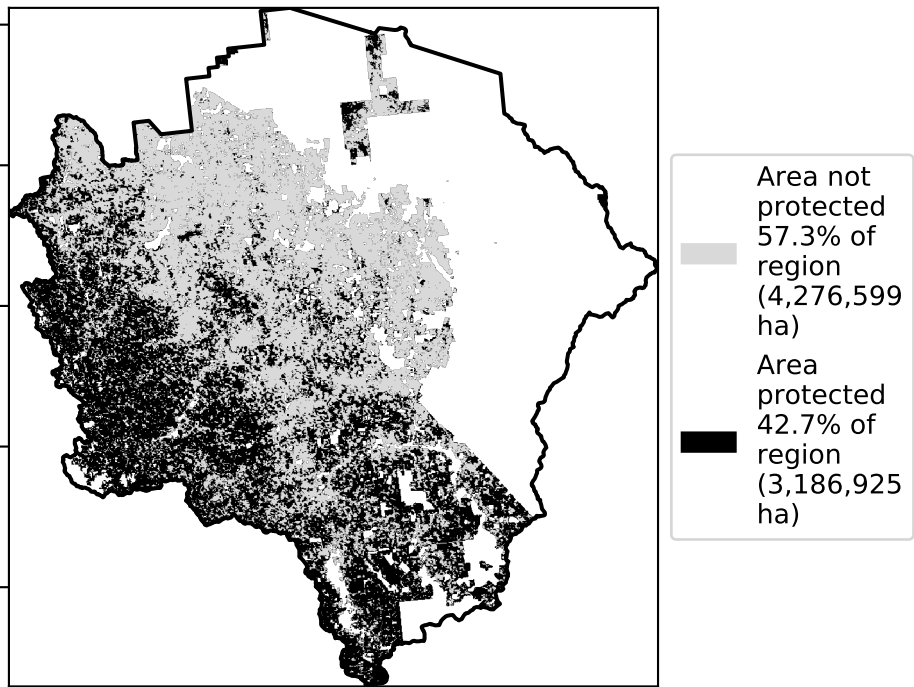 Area not
protected
57.3% of
region
(4,276,599
ha)
Area
protected
42.7% of
region
(3,186,925
ha)